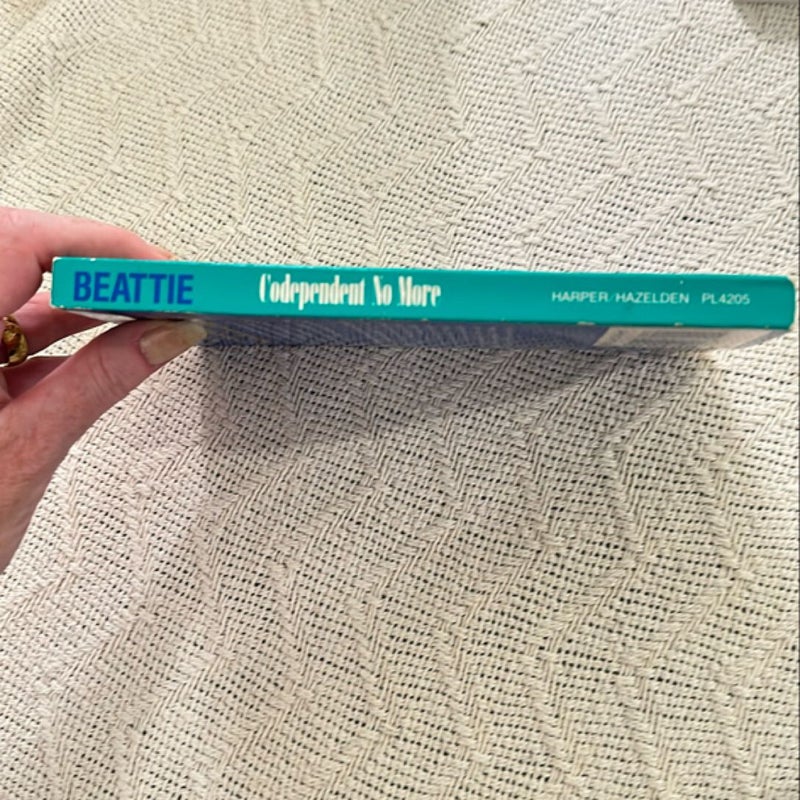 BEATTIE Codependent No More HARPER/HAZELDEN PL4205